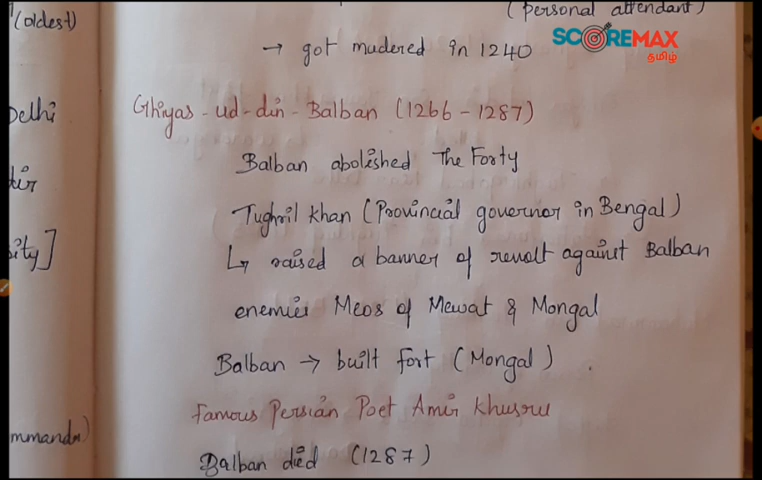 (oldest)
(personal attendant)
→ got mudered in 1240
SCOREMAX
தமிழ்
Delhi
Ghiyas-ud-din-Balban (1266-1287)
Balban abolished The Forty
Tughril Khan (Provincial governor in Bengal)
↳ raised a banner of revolt against Balban
enemies Meos of Mewat & Mongal
Balban → built fort (Mongal)
Famous Persian Poet Amir Khusru
Balban died (1287)